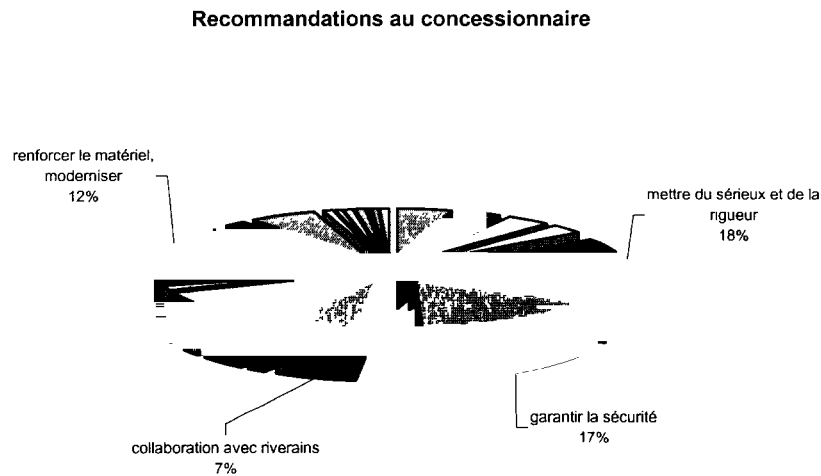 Recommandations au concessionnaire
renforcer le matériel,
moderniser
12%
mettre du sérieux et de la
rigueur
18%
garantir la sécurité
17%
collaboration avec riverains
7%